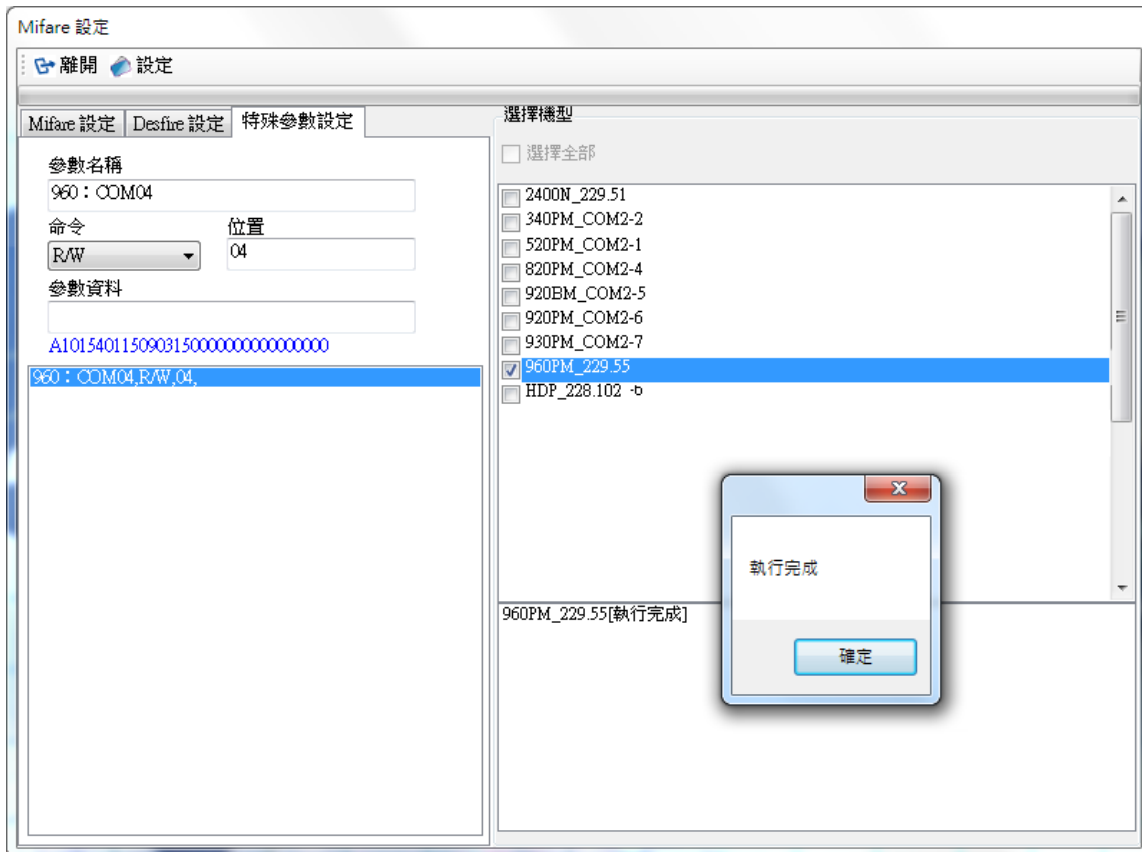 Mifare 設定
離開 設定
Mifare 設定 Desfire 設定 特殊參數設定
參數名稱
960：COM04
命令 位置
R/W 04
參數資料
A1015401150903150000000000000000
960：COM04,R/W,04,
選擇機型
選擇全部
2400N_229.51
340PM_COM2-2
520PM_COM2-1
820PM_COM2-4
920BM_COM2-5
920PM_COM2-6
930PM_COM2-7
960PM_229.55
HDP_228.102 -b
960PM_229.55[執行完成]
執行完成
確定